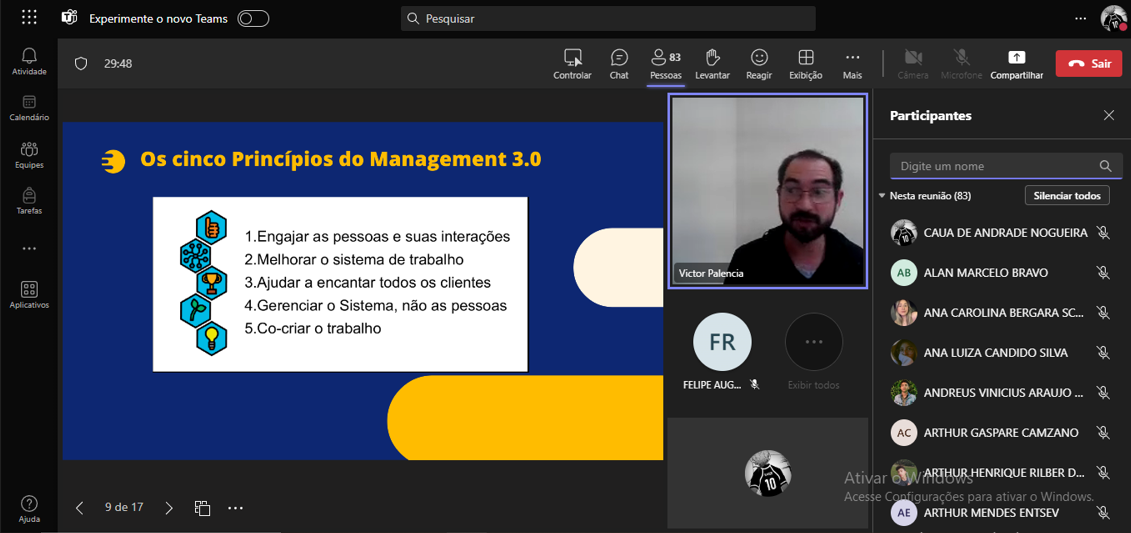 Experimente o novo Teams
Pesquisar
Atividade
Calendário
Equipes
Tarefas
Aplicativos
Ajuda
29:48
Controlar
Chat
83
Pessoas
Levantar
Reagir
Exibição
Mais
Câmera
Microfone
Compartilhar
Sair
Os cinco Princípios do Management 3.0
1.Engajar as pessoas e suas interações
2.Melhorar o sistema de trabalho
3.Ajudar a encantar todos os clientes
4.Gerenciar o Sistema, não as pessoas
5.Co-criar o trabalho
9 de 17
Victor Palencia
FR
FELIPE AUG...
Exibir todos
10
Participantes
Digite um nome
Nesta reunião (83)
Silenciar todos
CAUA DE ANDRADE NOGUEIRA
AB
ALAN MARCELO BRAVO
ANA CAROLINA BERGARA SC...
ANA LUIZA CANDIDO SILVA
ANDREUS VINICIUS ARAUJO ...
AC
ARTHUR GASPARE CAMZANO
ARTHUR HENRIQUE RILBER D...
AE
ARTHUR MENDES ENTSEV
Ativar o Windows
Acesse Configurações para ativar o Windows.